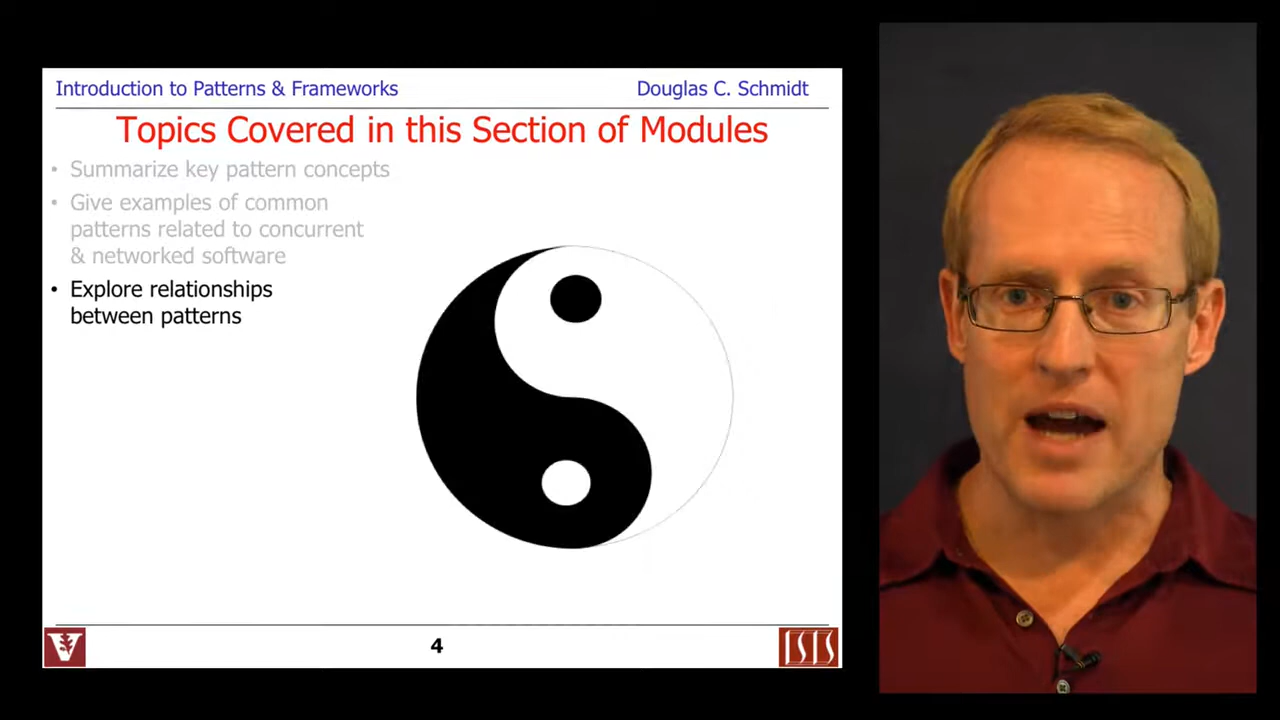 Introduction to Patterns & Frameworks
Douglas C. Schmidt
Topics Covered in this Section of Modules
• Summarize key pattern concepts
• Give examples of common
patterns related to concurrent
& networked software
• Explore relationships
between patterns
V
4
ISIS